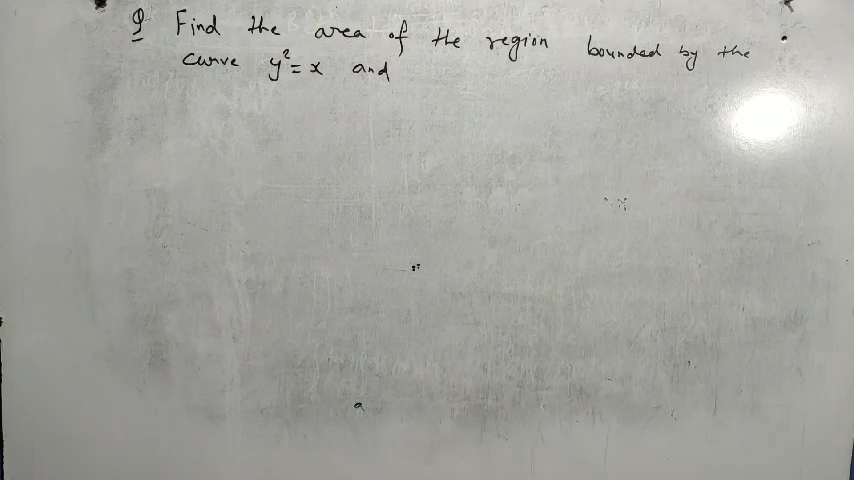 Q Find the area of the region bounded by the
curve y² = x and